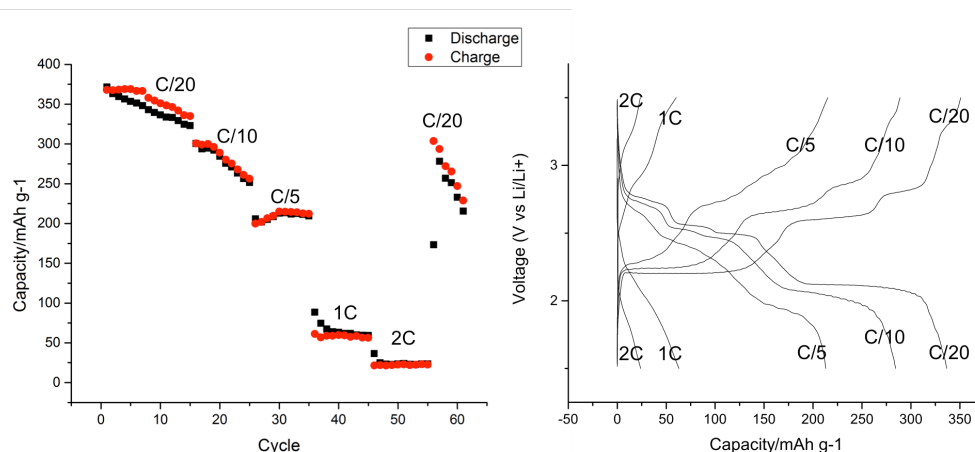 Discharge
Charge
400
350
300
250
200
150
100
50
0
Capacity/mAh g-1
C/20
C/10
C/5
1C
2C
C/20
0
10
20
30
40
50
60
Cycle
Voltage (V vs Li/Li+)
3
2
2C
1C
C/5
C/10
C/20
2C
1C
C/5
C/10
C/20
-50
0
50
100
150
200
250
300
350
Capacity/mAh g-1